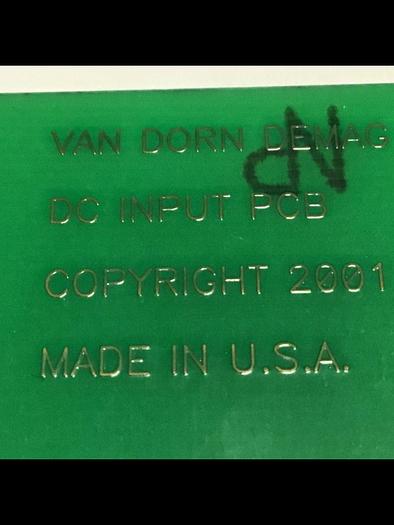 VAN DORN DEMAG
DC INPUT PCB
COPYRIGHT 2001
MADE IN U.S.A.